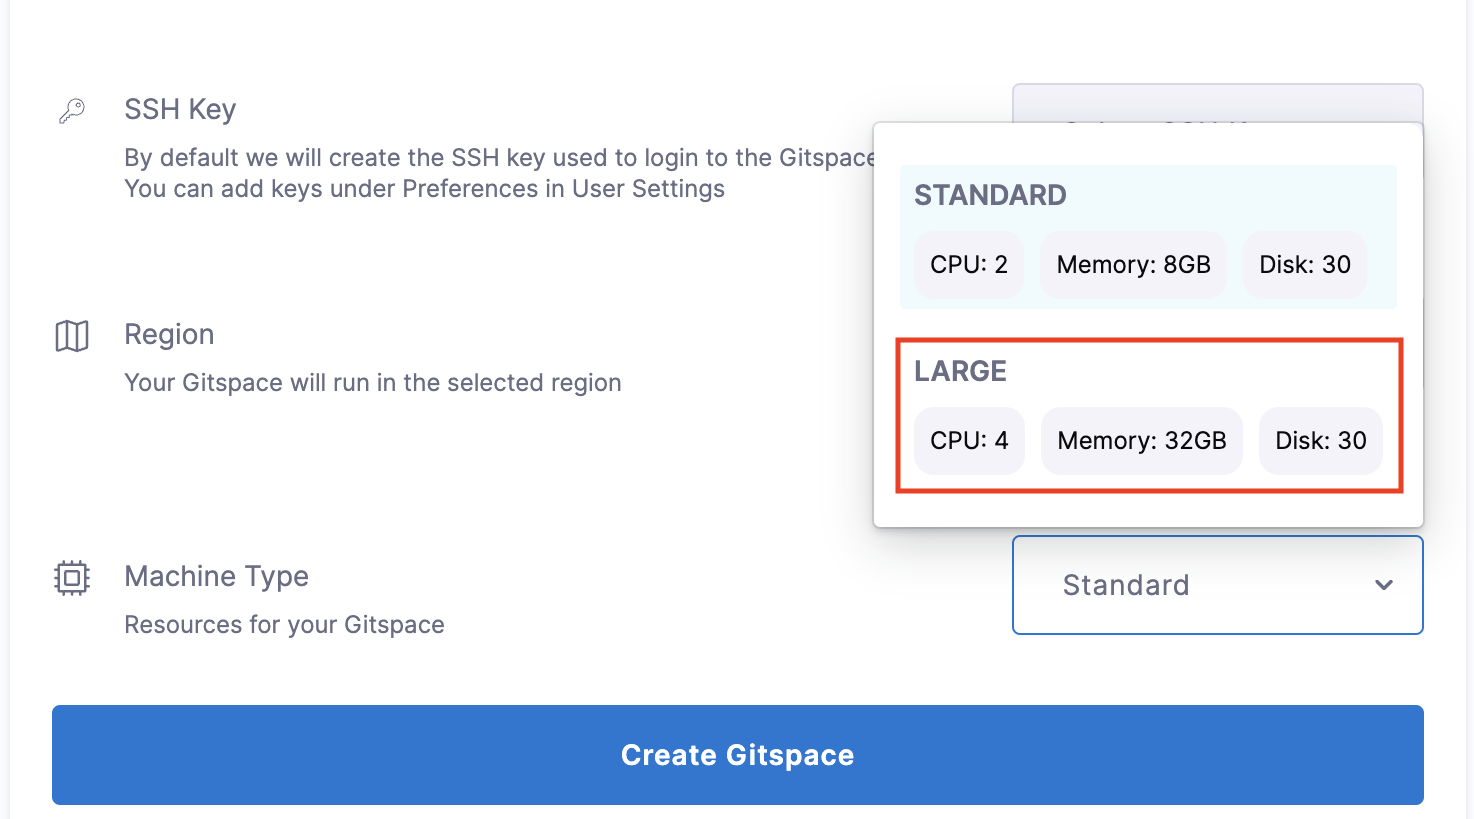 SSH Key
By default we will create the SSH key used to login to the Gitspace
You can add keys under Preferences in User Settings
STANDARD
CPU: 2 Memory: 8GB Disk: 30
Region
Your Gitspace will run in the selected region
LARGE
CPU: 4 Memory: 32GB Disk: 30
Machine Type
Resources for your Gitspace
Standard
Create Gitspace